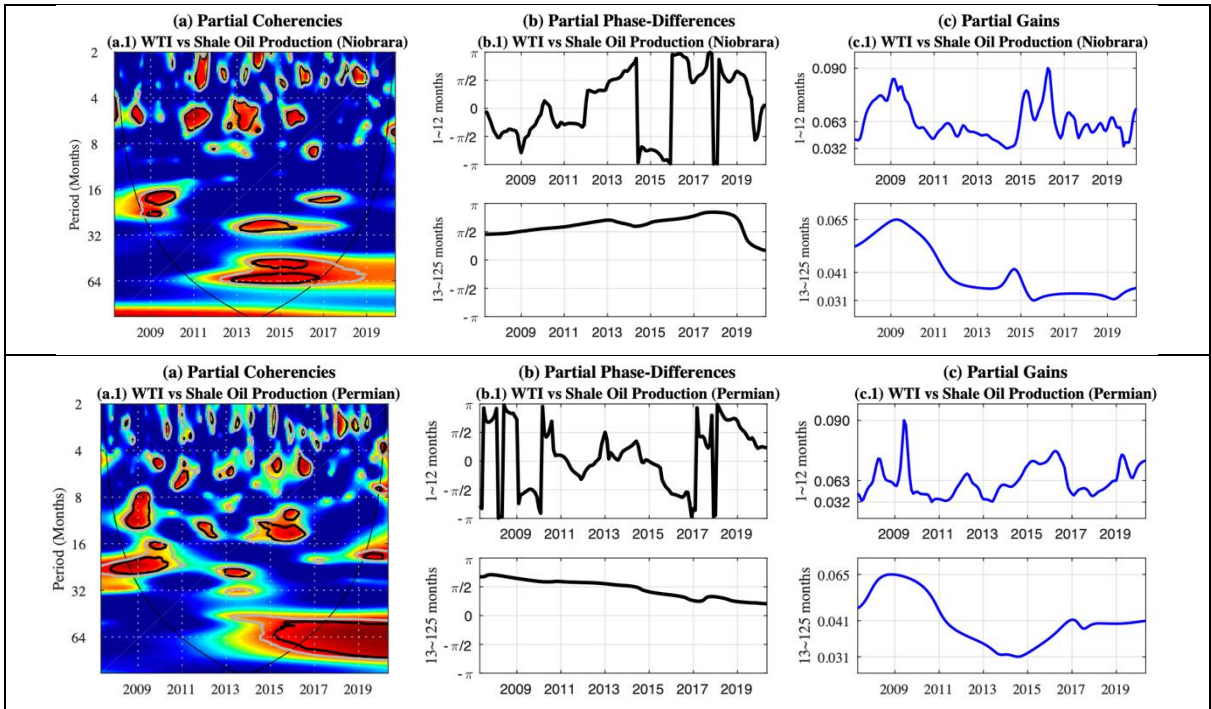 (a) Partial Coherencies
(a.1) WTI vs Shale Oil Production (Niobrara)
Period (Months)
2
4
8
16
32
64
2009 2011 2013 2015 2017 2019
(b) Partial Phase-Differences
(b.1) WTI vs Shale Oil Production (Niobrara)
1~12 months
π
π/2
0
- π/2
- π
2009 2011 2013 2015 2017 2019
13~125 months
π
π/2
0
- π/2
- π
2009 2011 2013 2015 2017 2019
(c) Partial Gains
(c.1) WTI vs Shale Oil Production (Niobrara)
1~12 months
0.090
0.063
0.032
2009 2011 2013 2015 2017 2019
13~125 months
0.065
0.041
0.031
2009 2011 2013 2015 2017 2019
(a) Partial Coherencies
(a.1) WTI vs Shale Oil Production (Permian)
Period (Months)
2
4
8
16
32
64
2009 2011 2013 2015 2017 2019
(b) Partial Phase-Differences
(b.1) WTI vs Shale Oil Production (Permian)
1~12 months
π
π/2
0
- π/2
- π
2009 2011 2013 2015 2017 2019
13~125 months
π
π/2
0
- π/2
- π
2009 2011 2013 2015 2017 2019
(c) Partial Gains
(c.1) WTI vs Shale Oil Production (Permian)
1~12 months
0.090
0.063
0.032
2009 2011 2013 2015 2017 2019
13~125 months
0.065
0.041
0.031
2009 2011 2013 2015 2017 2019